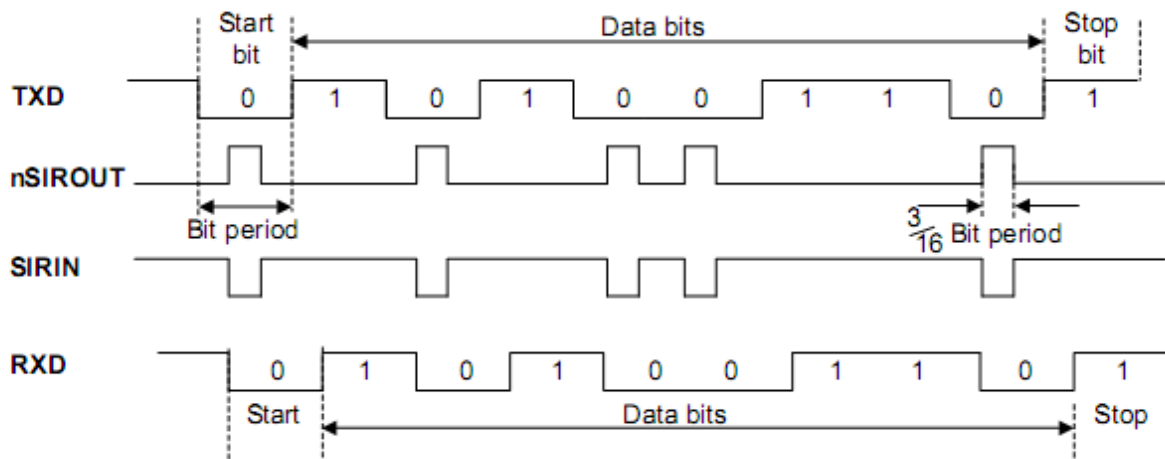 Start bit
Data bits
Stop bit
TXD 0 1 0 1 0 0 1 1 0 1
nSIROUT
Bit period
3/16 Bit period
SIRIN
RXD 0 1 0 1 0 0 1 1 0 1
Start
Data bits
Stop